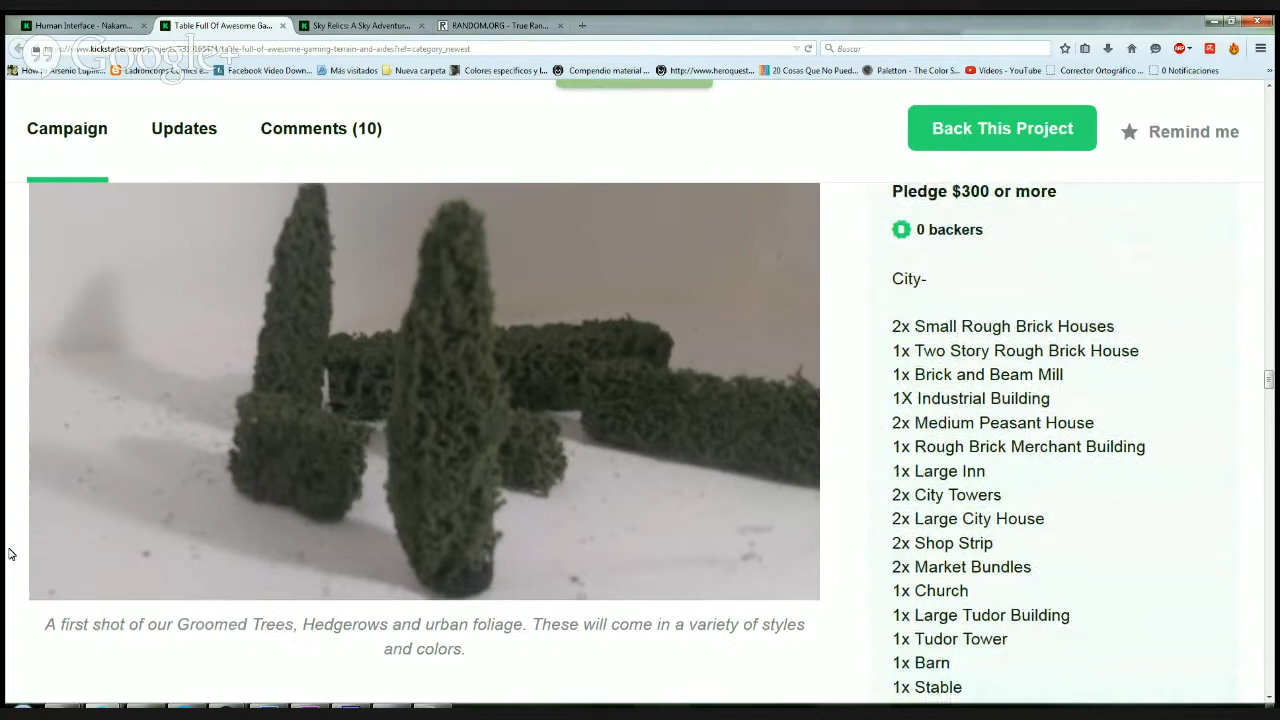 Human Interface - Nakam...
Table Full Of Awesome Ga...
Sky Relics: A Sky Adventur...
RANDOM.ORG - True Ran...
Google+
Buscar
Más visitados
Nueva carpeta
Colores específicos y f...
Compendio material ...
http://www.heroquest...
20 Cosas Que No Pued...
Paletton - The Color S...
Videos - YouTube
Corrector Ortográfico ...
0 Notificaciones
Campaign
Updates
Comments (10)
Back This Project
Remind me
Pledge $300 or more
0 backers
City-
2x Small Rough Brick Houses
1x Two Story Rough Brick House
1x Brick and Beam Mill
1X Industrial Building
2x Medium Peasant House
1x Rough Brick Merchant Building
1x Large Inn
2x City Towers
2x Large City House
2x Shop Strip
2x Market Bundles
1x Church
1x Large Tudor Building
1x Tudor Tower
1x Barn
1x Stable
A first shot of our Groomed Trees, Hedgerows and urban foliage. These will come in a variety of styles
and colors.